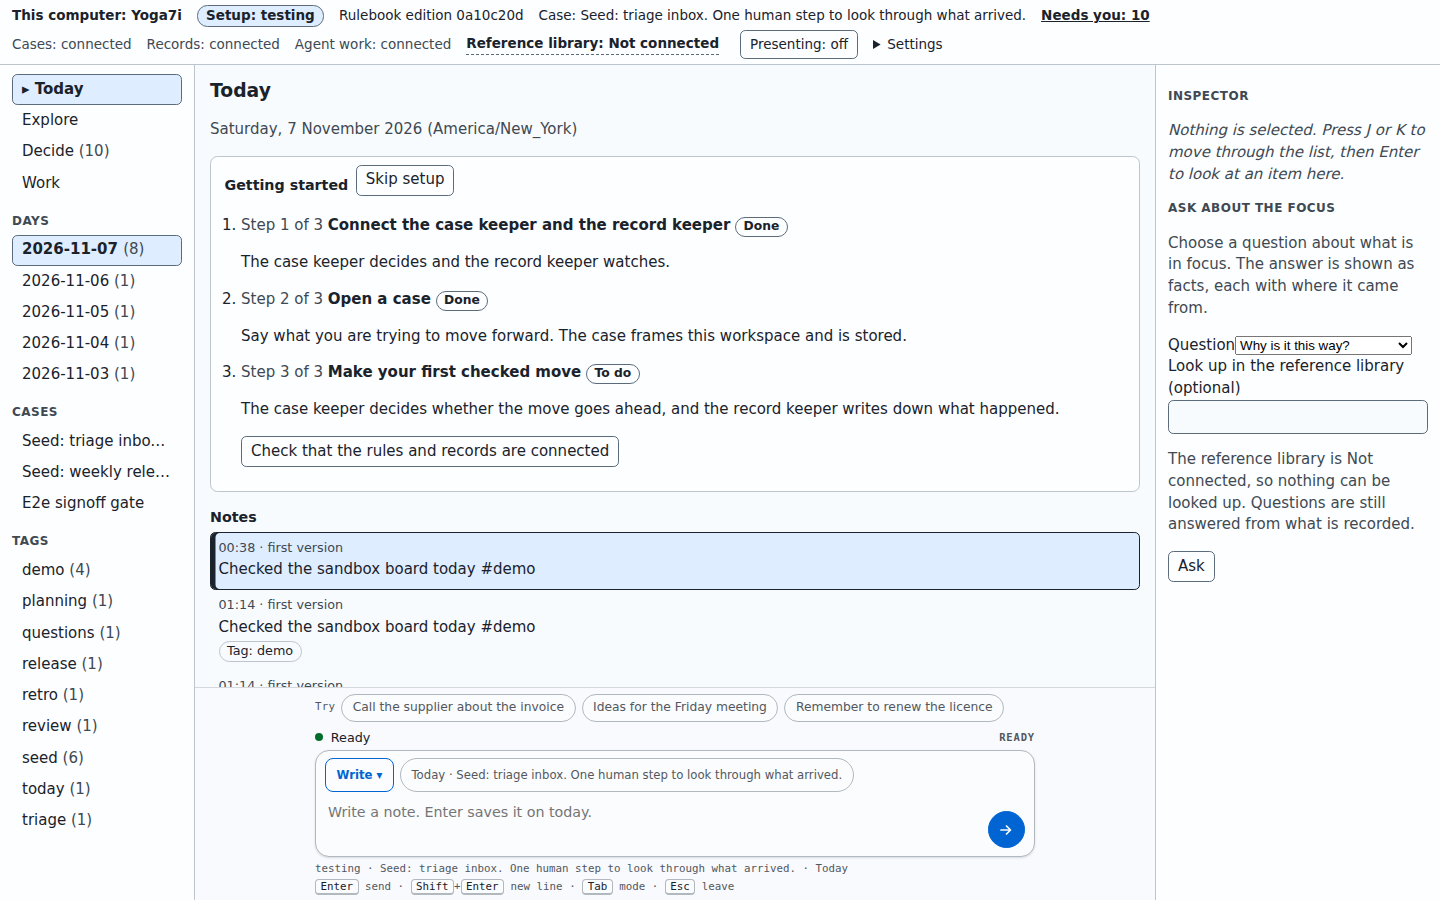 This computer: Yoga7i Setup: testing Rulebook edition 0a10c20d Case: Seed: triage inbox. One human step to look through what arrived. Needs you: 10
Cases: connected Records: connected Agent work: connected Reference library: Not connected Presenting: off ▶ Settings
▸ Today
Explore
Decide (10)
Work
DAYS
2026-11-07 (8)
2026-11-06 (1)
2026-11-05 (1)
2026-11-04 (1)
2026-11-03 (1)
CASES
Seed: triage inbo…
Seed: weekly rele…
E2e signoff gate
TAGS
demo (4)
planning (1)
questions (1)
release (1)
retro (1)
review (1)
seed (6)
today (1)
triage (1)
Today
Saturday, 7 November 2026 (America/New_York)
Getting started Skip setup
1. Step 1 of 3 Connect the case keeper and the record keeper Done
The case keeper decides and the record keeper watches.
2. Step 2 of 3 Open a case Done
Say what you are trying to move forward. The case frames this workspace and is stored.
3. Step 3 of 3 Make your first checked move To do
The case keeper decides whether the move goes ahead, and the record keeper writes down what happened.
Check that the rules and records are connected
Notes
00:38 · first version
Checked the sandbox board today #demo
01:14 · first version
Checked the sandbox board today #demo
Tag: demo
01:14 · first version
Try Call the supplier about the invoice Ideas for the Friday meeting Remember to renew the licence
Ready READY
Write ▾ Today · Seed: triage inbox. One human step to look through what arrived.
Write a note. Enter saves it on today.
testing · Seed: triage inbox. One human step to look through what arrived. · Today
Enter send · Shift+Enter new line · Tab mode · Esc leave
INSPECTOR
Nothing is selected. Press J or K to
move through the list, then Enter
to look at an item here.
ASK ABOUT THE FOCUS
Choose a question about what is
in focus. The answer is shown as
facts, each with where it came
from.
Question Why is it this way?
Look up in the reference library
(optional)
The reference library is Not
connected, so nothing can be
looked up. Questions are still
answered from what is recorded.
Ask